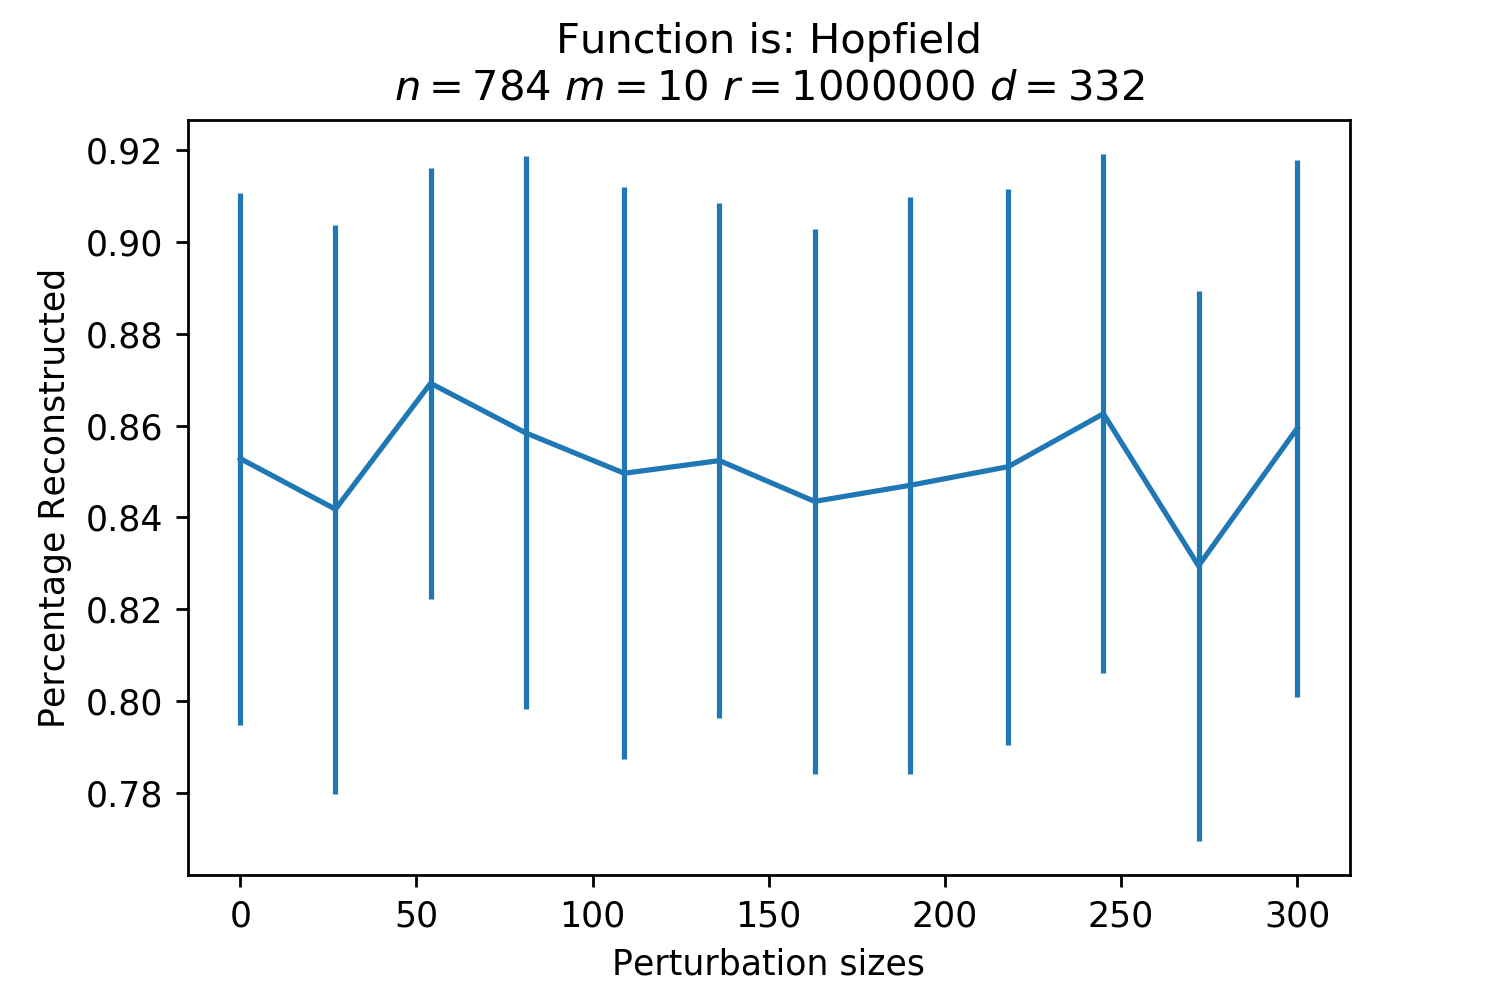 Function is: Hopfield
n = 784 m = 10 r = 1000000 d = 332
0.92
0.90
0.88
0.86
0.84
0.82
0.80
0.78
Percentage Reconstructed
0 50 100 150 200 250 300
Perturbation sizes